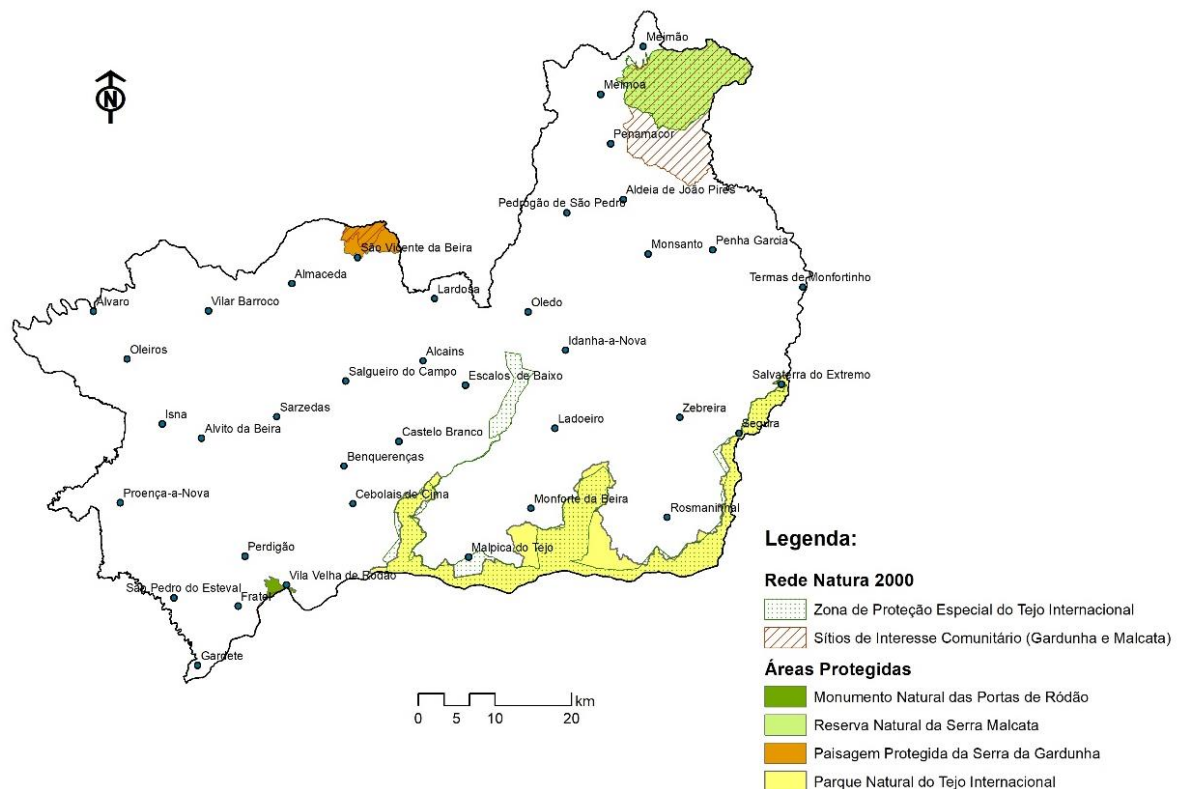 Meimão
Meimoa
N
Penamacor
Aldeia de João Pires
Pedrogão de São Pedro
São Vicente da Beira
Monsanto
Penha Garcia
Almaceda
Termas de Monfortinho
Lardosa
Álvaro
Vilar Barroco
Oledo
Idanha-a-Nova
Oleiros
Alcains
Salgueiro do Campo
Escalos de Baixo
Salvaterra do Extremo
Isna
Sarzedas
Zebreira
Ladoeiro
Segura
Alvito da Beira
Castelo Branco
Benquerenças
Proença-a-Nova
Cebolais de Cima
Monforte da Beira
Rosmaninhal
Perdigão
Malpica do Tejo
Vila Velha de Rodão
São Pedro do Esteval
Fratel
Gardete
km
0 5 10 20
Legenda:
Rede Natura 2000
Zona de Proteção Especial do Tejo Internacional
Sítios de Interesse Comunitário (Gardunha e Malcata)
Áreas Protegidas
Monumento Natural das Portas de Ródão
Reserva Natural da Serra Malcata
Paisagem Protegida da Serra da Gardunha
Parque Natural do Tejo Internacional